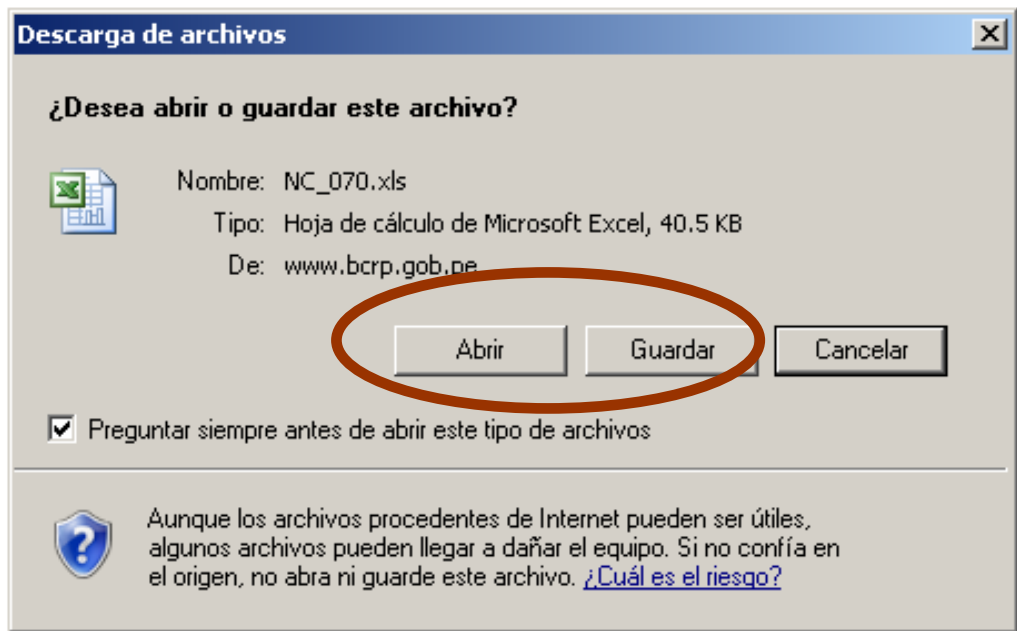 Descarga de archivos
¿Desea abrir o guardar este archivo?
Nombre: NC_070.xls
Tipo: Hoja de cálculo de Microsoft Excel, 40.5 KB
De: www.bcrp.gob.pe
Abrir Guardar Cancelar
Preguntar siempre antes de abrir este tipo de archivos
Aunque los archivos procedentes de Internet pueden ser útiles,
algunos archivos pueden llegar a dañar el equipo. Si no confía en
el origen, no abra ni guarde este archivo. ¿Cuál es el riesgo?